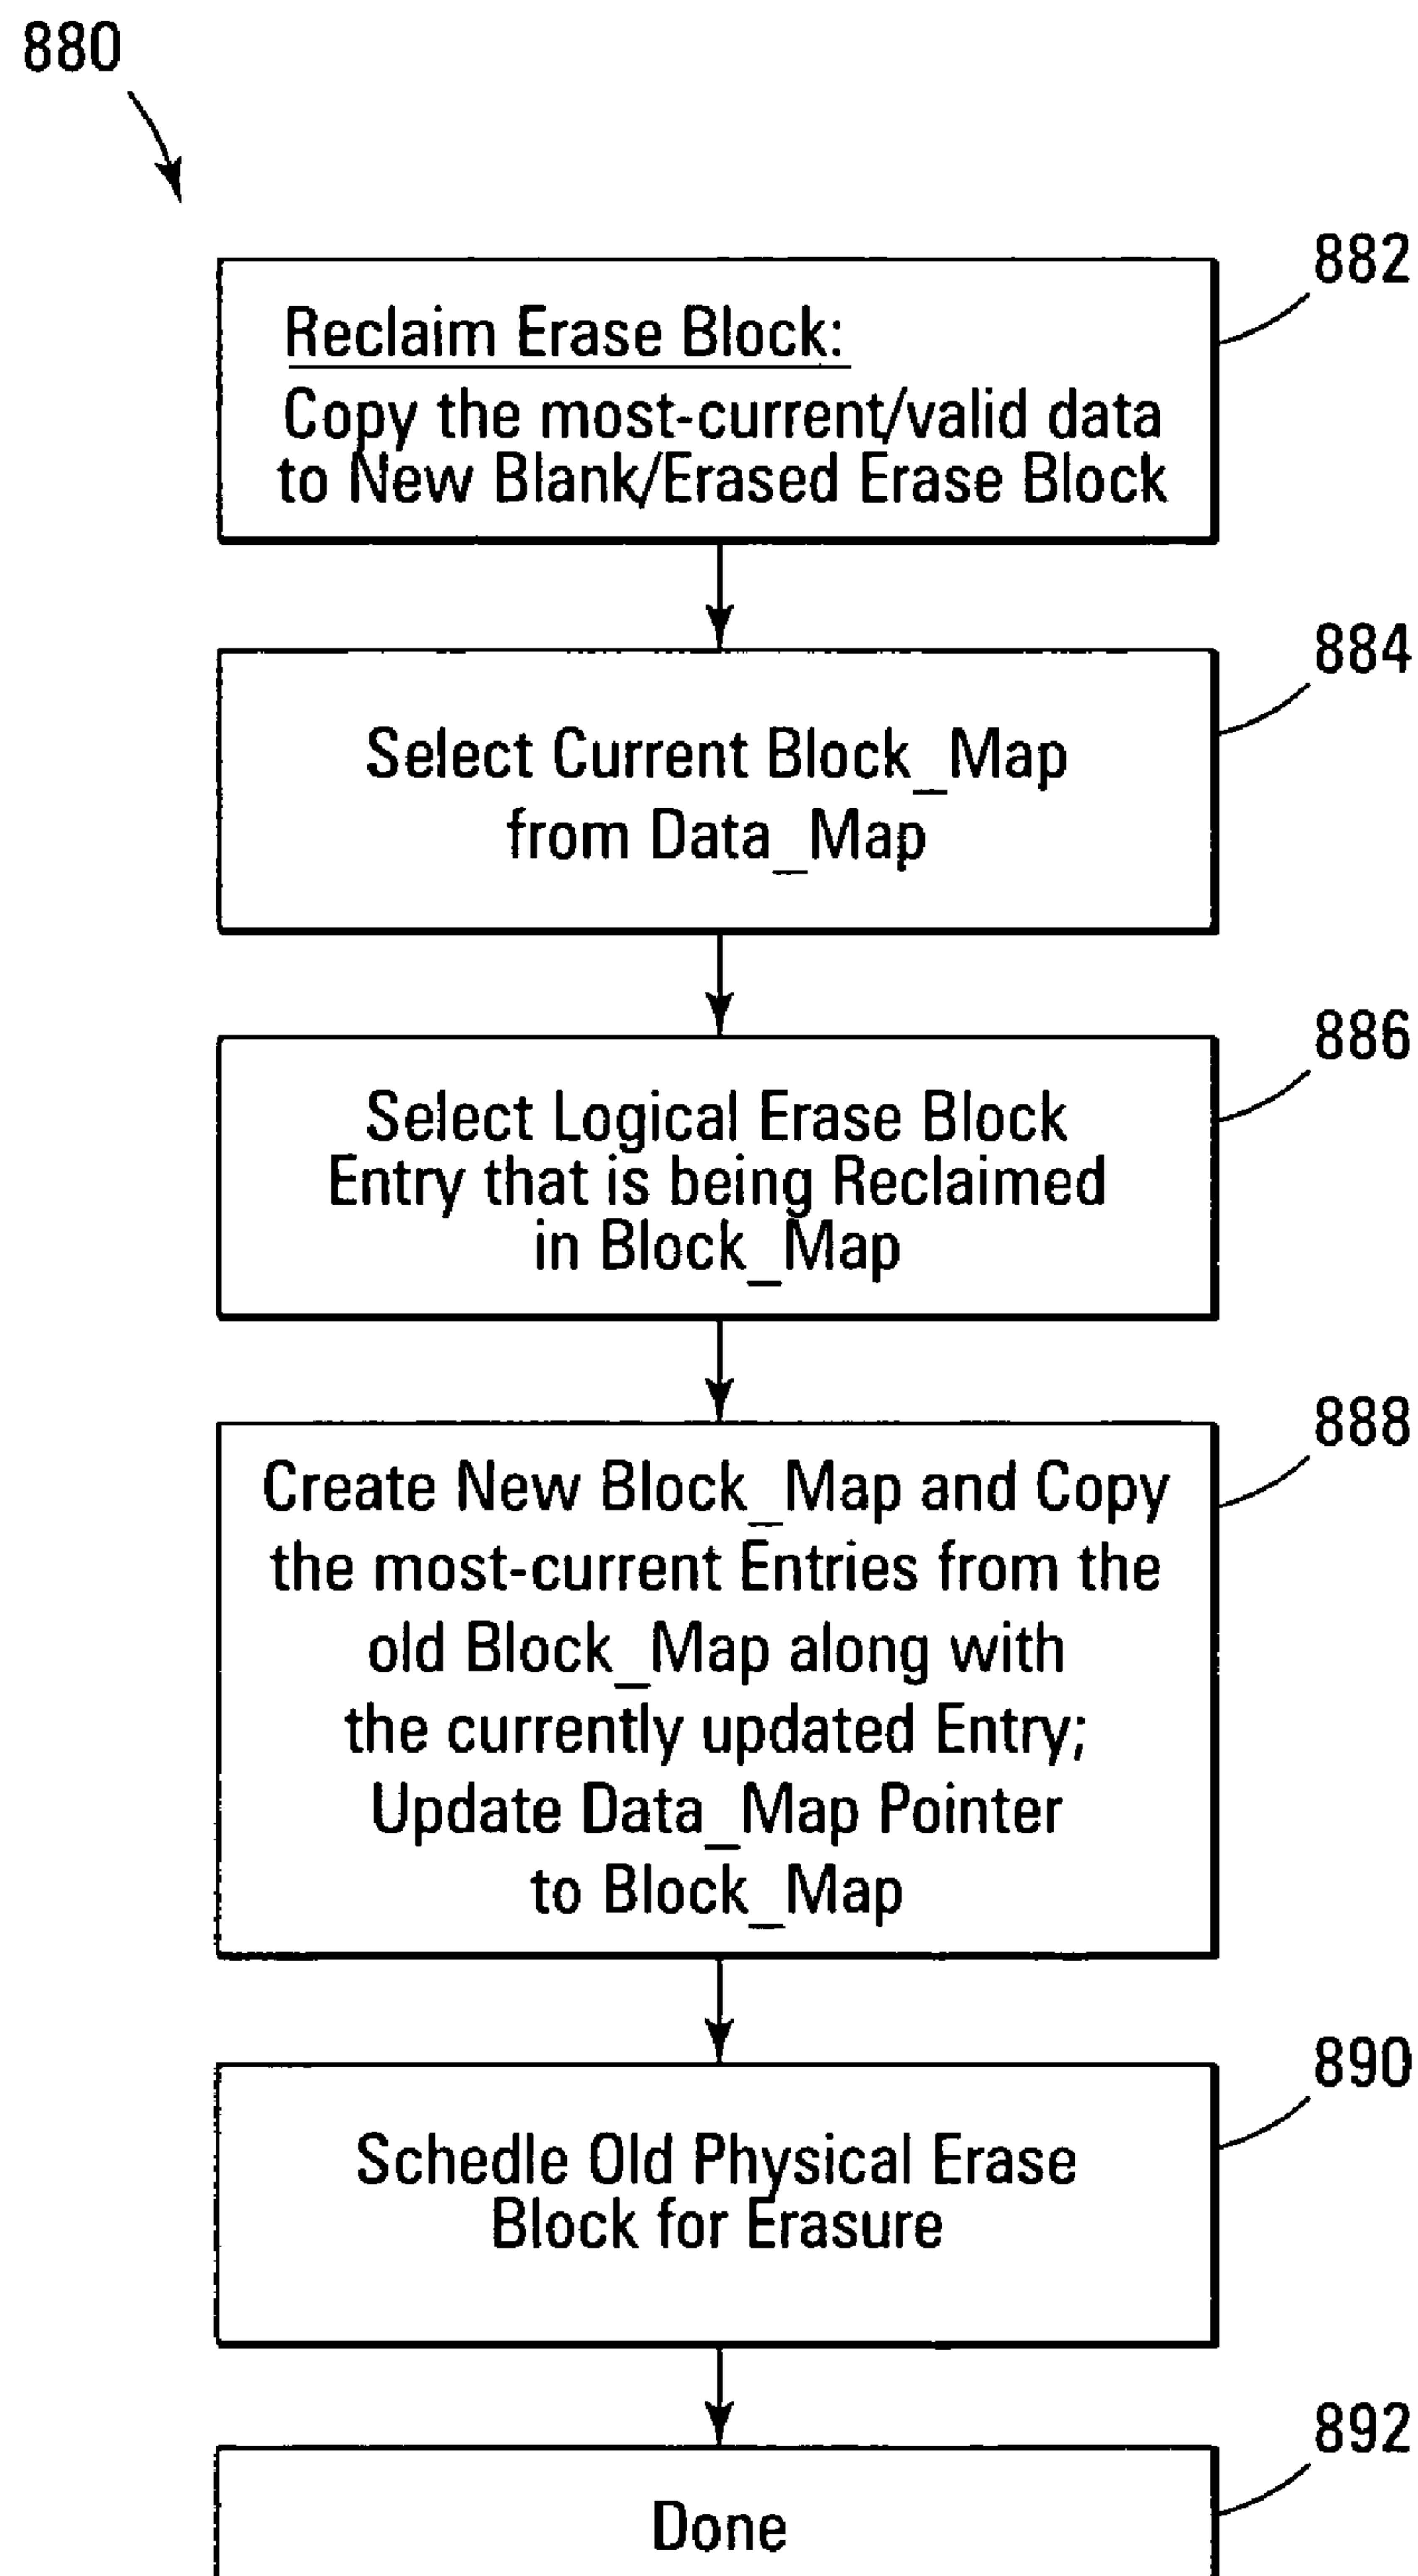 880
882
Reclaim Erase Block:
Copy the most-current/valid data
to New Blank/Erased Erase Block
884
Select Current Block_Map
from Data_Map
886
Select Logical Erase Block
Entry that is being Reclaimed
in Block_Map
888
Create New Block_Map and Copy
the most-current Entries from the
old Block_Map along with
the currently updated Entry;
Update Data_Map Pointer
to Block_Map
890
Schedle Old Physical Erase
Block for Erasure
892
Done